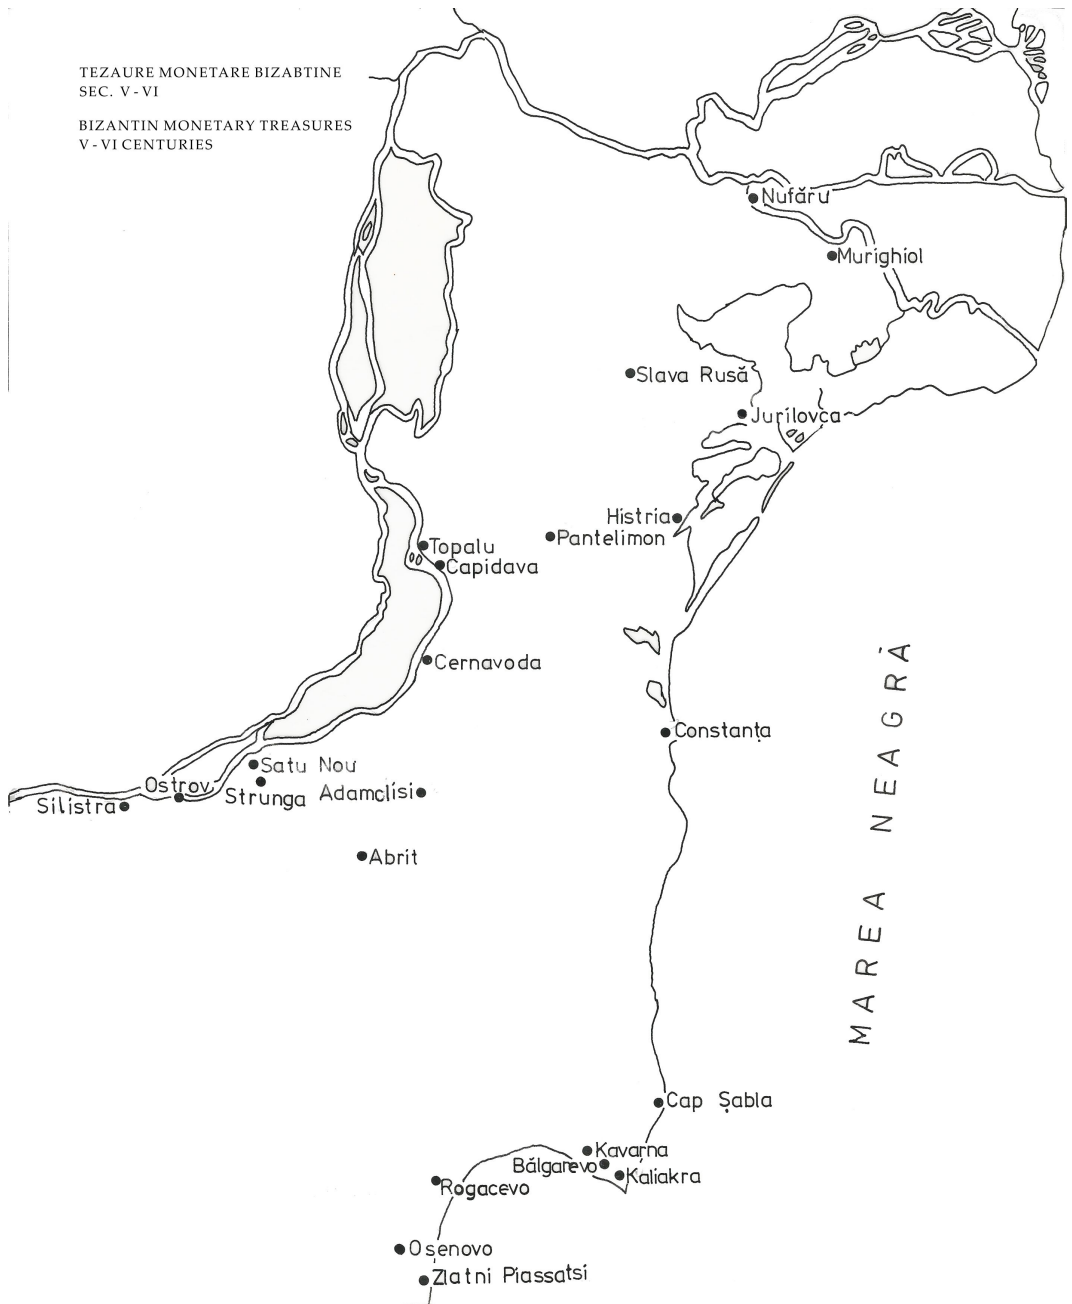 TEZAURE MONETARE BIZABTINE
SEC. V - VI
BIZANTIN MONETARY TREASURES
V - VI CENTURIES
Nufăru
Murighiol
Slava Rusă
Jurilovca
Histria
Pantelimon
Topalu
Capidava
Cernavoda
Constanța
Satu Nou
Ostrov
Strunga
Adamclisi
Silistra
Abrit
MAREA NEAGRĂ
Cap Șabla
Kavarna
Bălgarevo
Kaliakra
Rogacevo
Osenovo
Zlatni Piassatsi